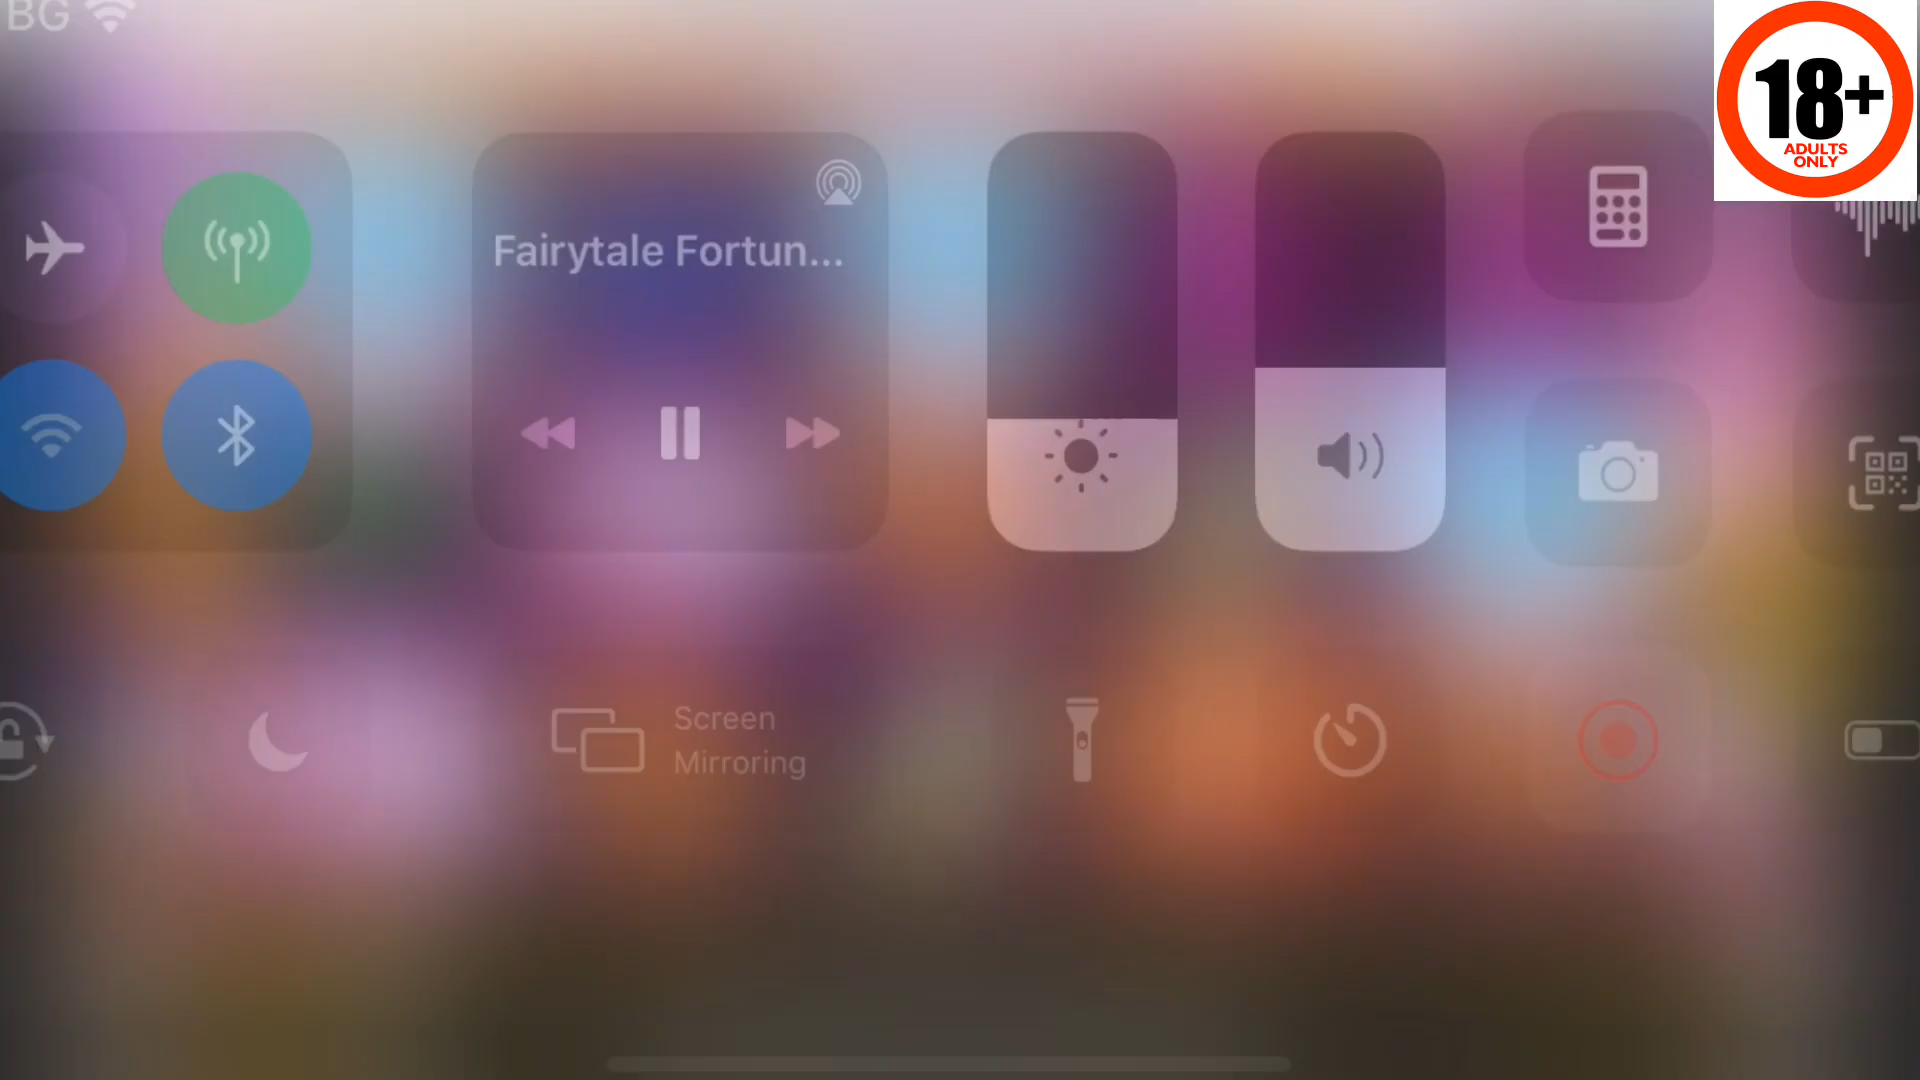 BG
18+
ADULTS
ONLY
Fairytale Fortun...
Screen
Mirroring